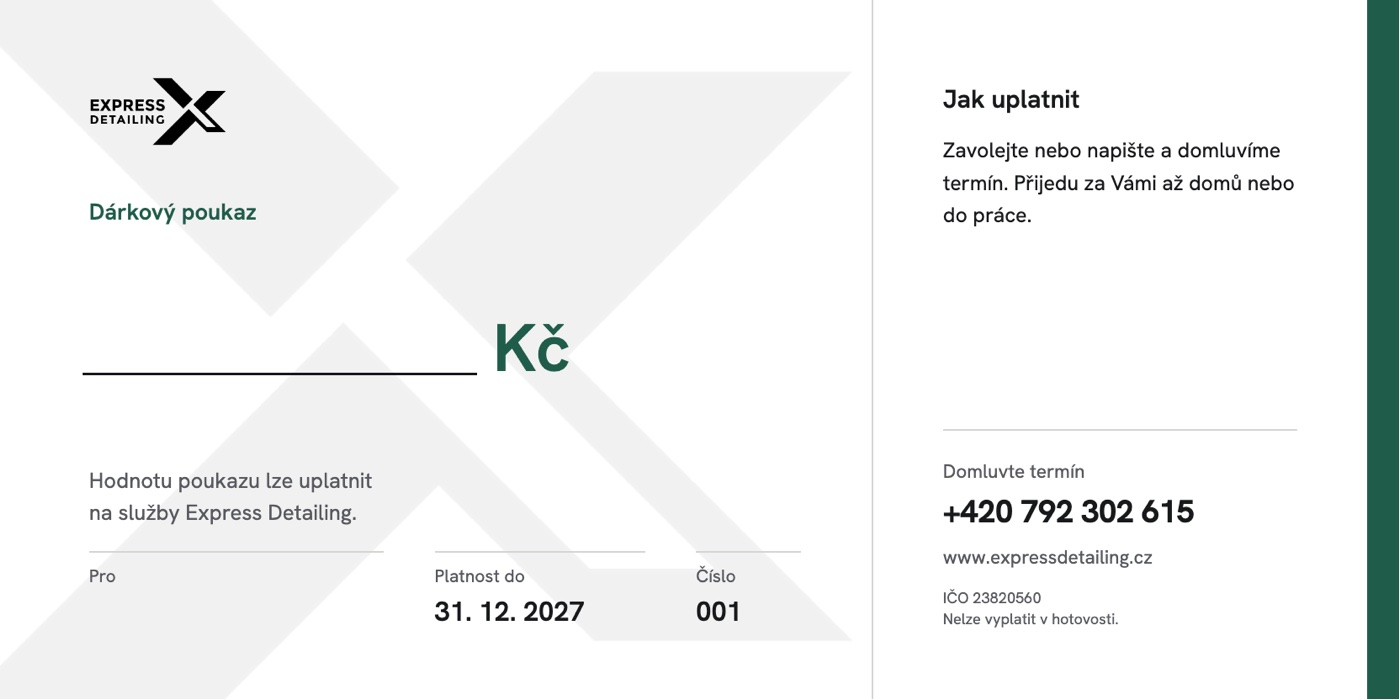 EXPRESS
DETAILING
Dárkový poukaz
Kč
Hodnotu poukazu lze uplatnit
na služby Express Detailing.
Pro
Platnost do
31. 12. 2027
Číslo
001
Jak uplatnit
Zavolejte nebo napište a domluvíme
termín. Přijedu za Vámi až domů nebo
do práce.
Domluvte termín
+420 792 302 615
www.expressdetailing.cz
IČO 23820560
Nelze vyplatit v hotovosti.